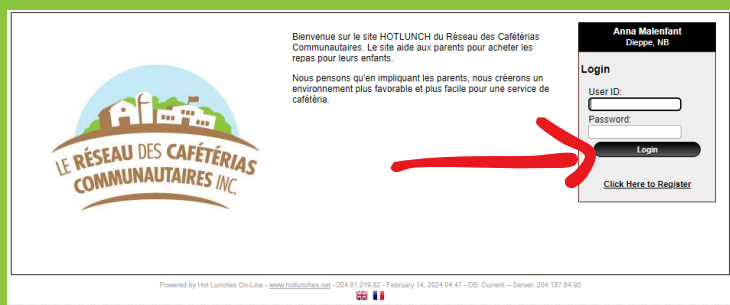 Bienvenue sur le site HOTLUNCH du Réseau des Cafétérias
Communautaires. Le site aide aux parents pour acheter les
repas pour leurs enfants.
Nous pensons qu'en impliquant les parents, nous créerons un
environnement plus favorable et plus facile pour une service de
cafétéria.
LE RÉSEAU DES CAFÉTÉRIAS
COMMUNAUTAIRES INC.
Anna Malenfant
Dieppe, NB
Login
User ID:
Password:
Login
Click Here to Register
Powered by Hot Lunches On-Line - www.hotlunches.net - 204.81.219.82 - February 14, 2024 04:47 - DB: Current -- Server: 204.187.64.90